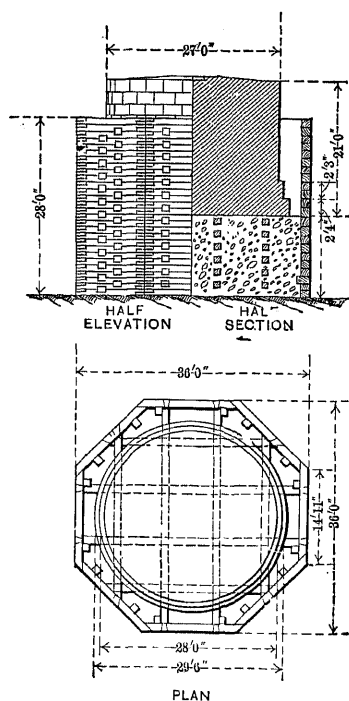 27'0"
28'0"
21'0"
2'3"
2'4"
HALF
ELEVATION
HAL
SECTION
36'0"
14'11"
36'0"
28'0"
29'6"
PLAN